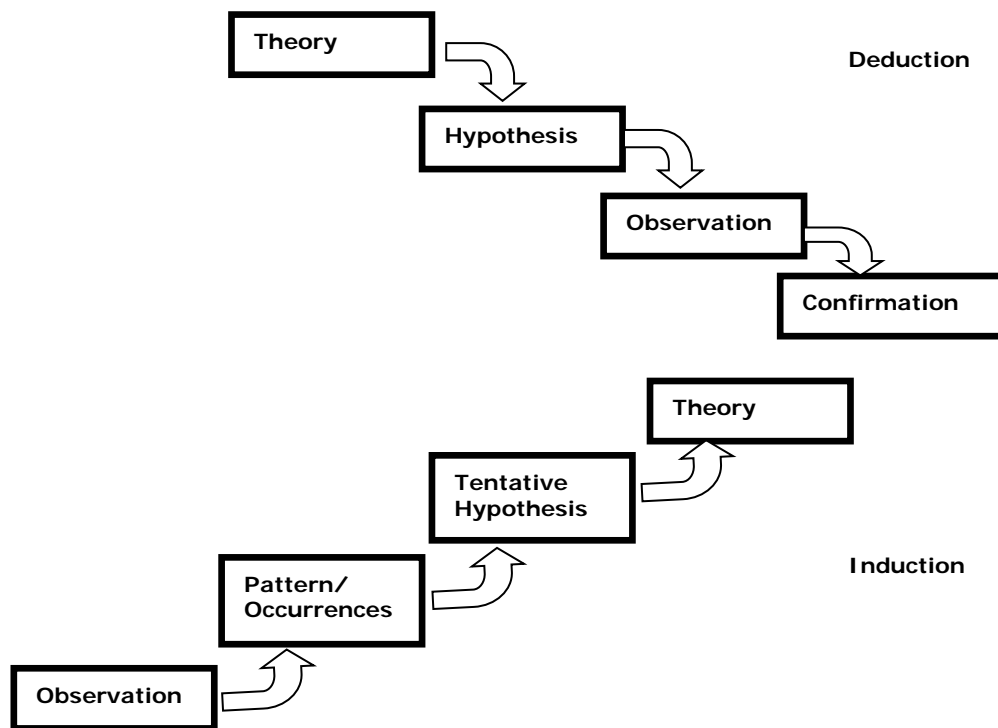 Theory
Deduction
Hypothesis
Observation
Confirmation
Theory
Tentative
Hypothesis
Induction
Pattern/
Occurrences
Observation